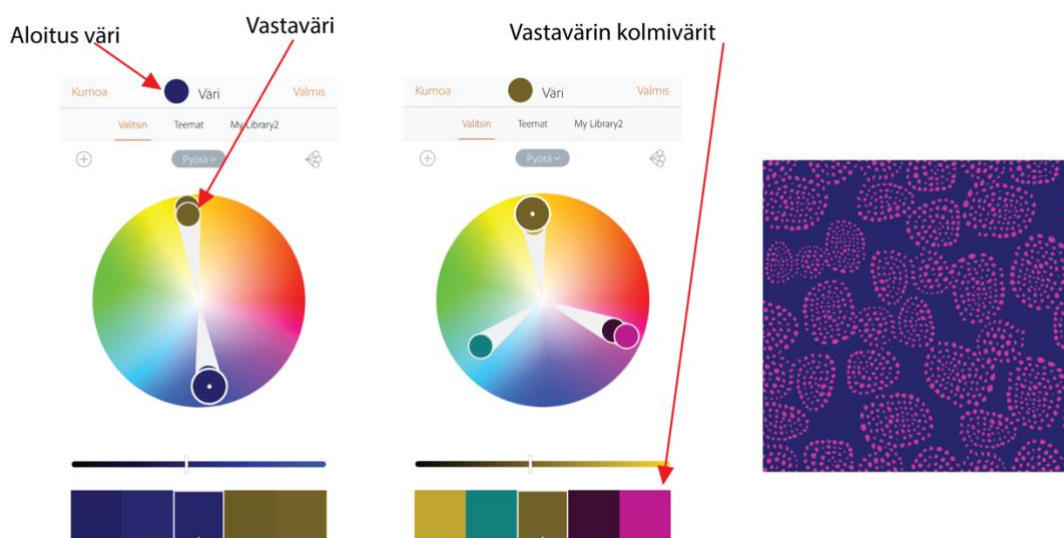 Aloitus väri
Vastaväri
Vastavärin kolmivärit
Kumoa Väri Valmis
Valitsin Teemat My Library2
Pyörä
Kumoa Väri Valmis
Valitsin Teemat My Library2
Pyörä